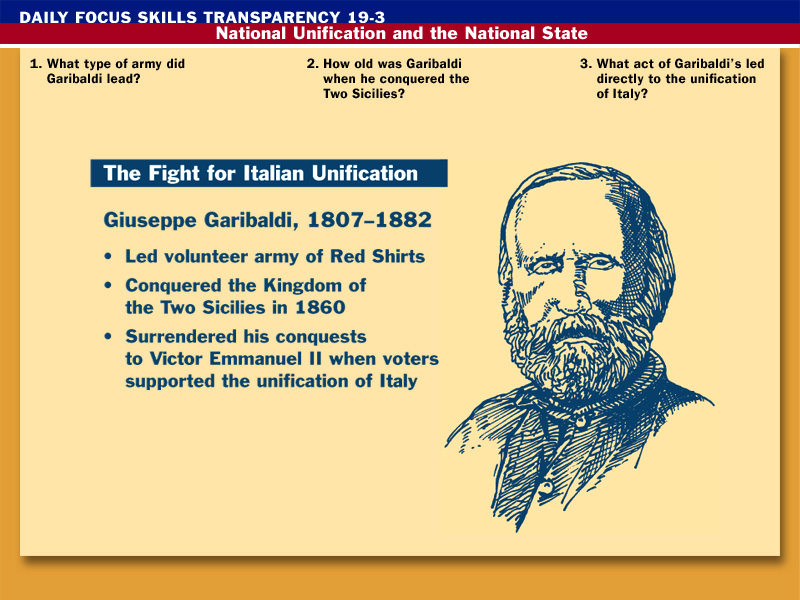 DAILY FOCUS SKILLS TRANSPARENCY 19-3
National Unification and the National State
1. What type of army did
Garibaldi lead?
2. How old was Garibaldi
when he conquered the
Two Sicilies?
3. What act of Garibaldi's led
directly to the unification
of Italy?
The Fight for Italian Unification
Giuseppe Garibaldi, 1807–1882
• Led volunteer army of Red Shirts
• Conquered the Kingdom of
the Two Sicilies in 1860
• Surrendered his conquests
to Victor Emmanuel II when voters
supported the unification of Italy